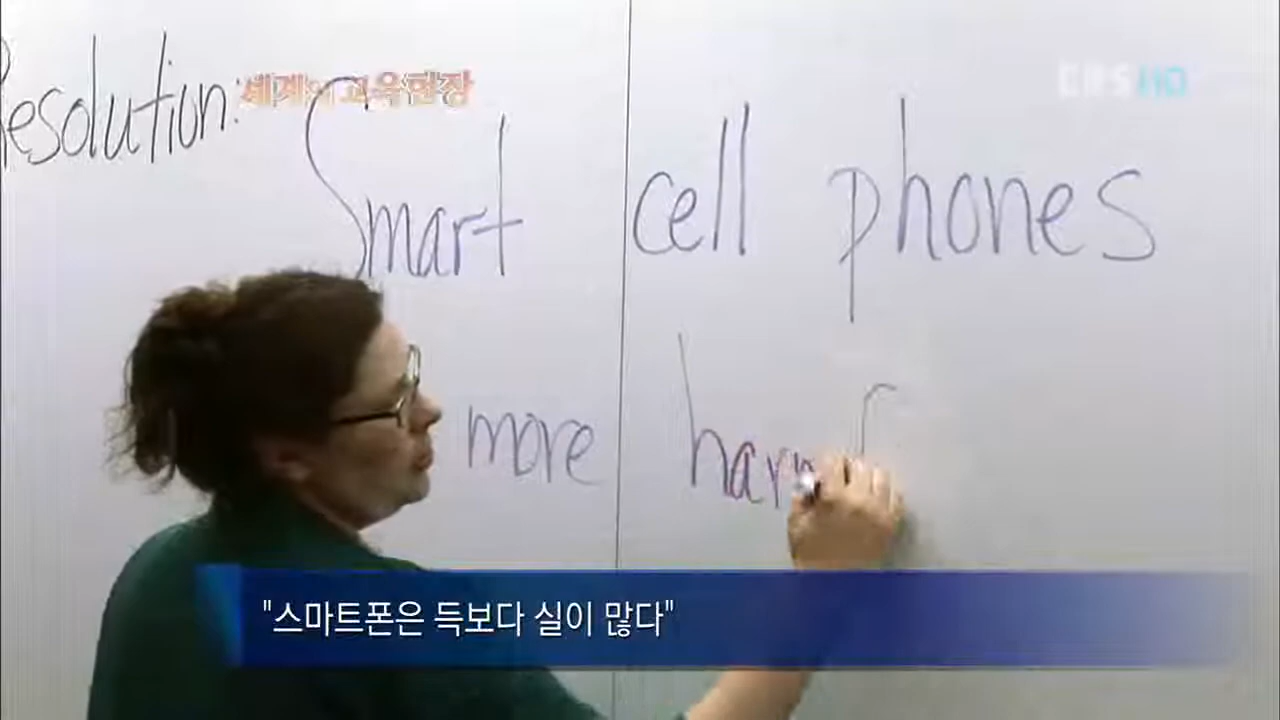 Resolution: Smart cell phones
more harmf
세계의 교육현장
EBS HD
"스마트폰은 득보다 실이 많다"